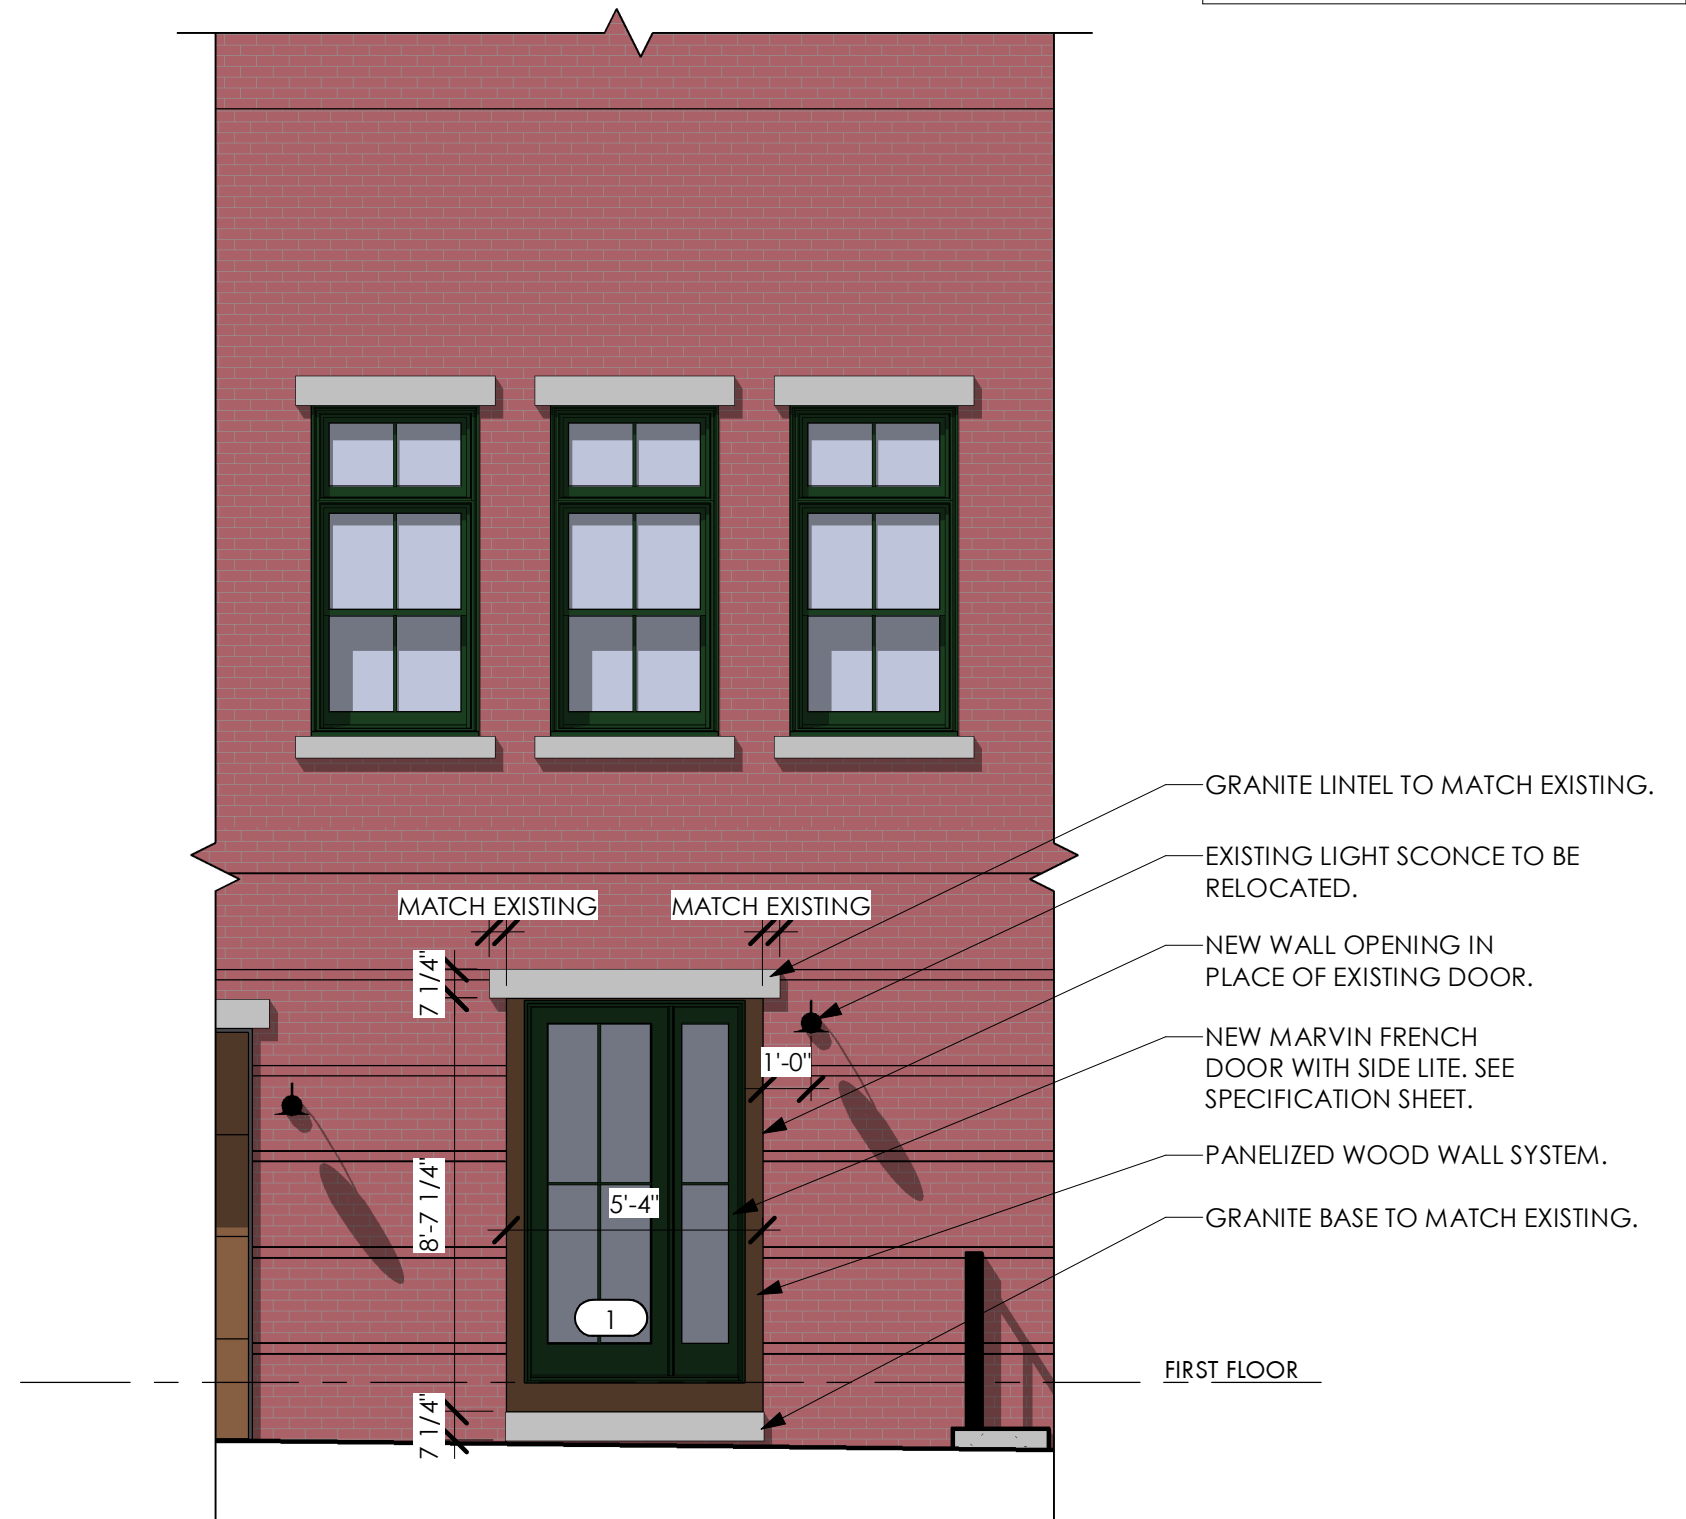 GRANITE LINTEL TO MATCH EXISTING.
EXISTING LIGHT SCONCE TO BE
RELOCATED.
MATCH EXISTING
MATCH EXISTING
NEW WALL OPENING IN
PLACE OF EXISTING DOOR.
7 1/4"
NEW MARVIN FRENCH
DOOR WITH SIDE LITE. SEE
SPECIFICATION SHEET.
1'-0"
PANELIZED WOOD WALL SYSTEM.
8'-7 1/4"
5'-4"
GRANITE BASE TO MATCH EXISTING.
1
FIRST FLOOR
7 1/4"